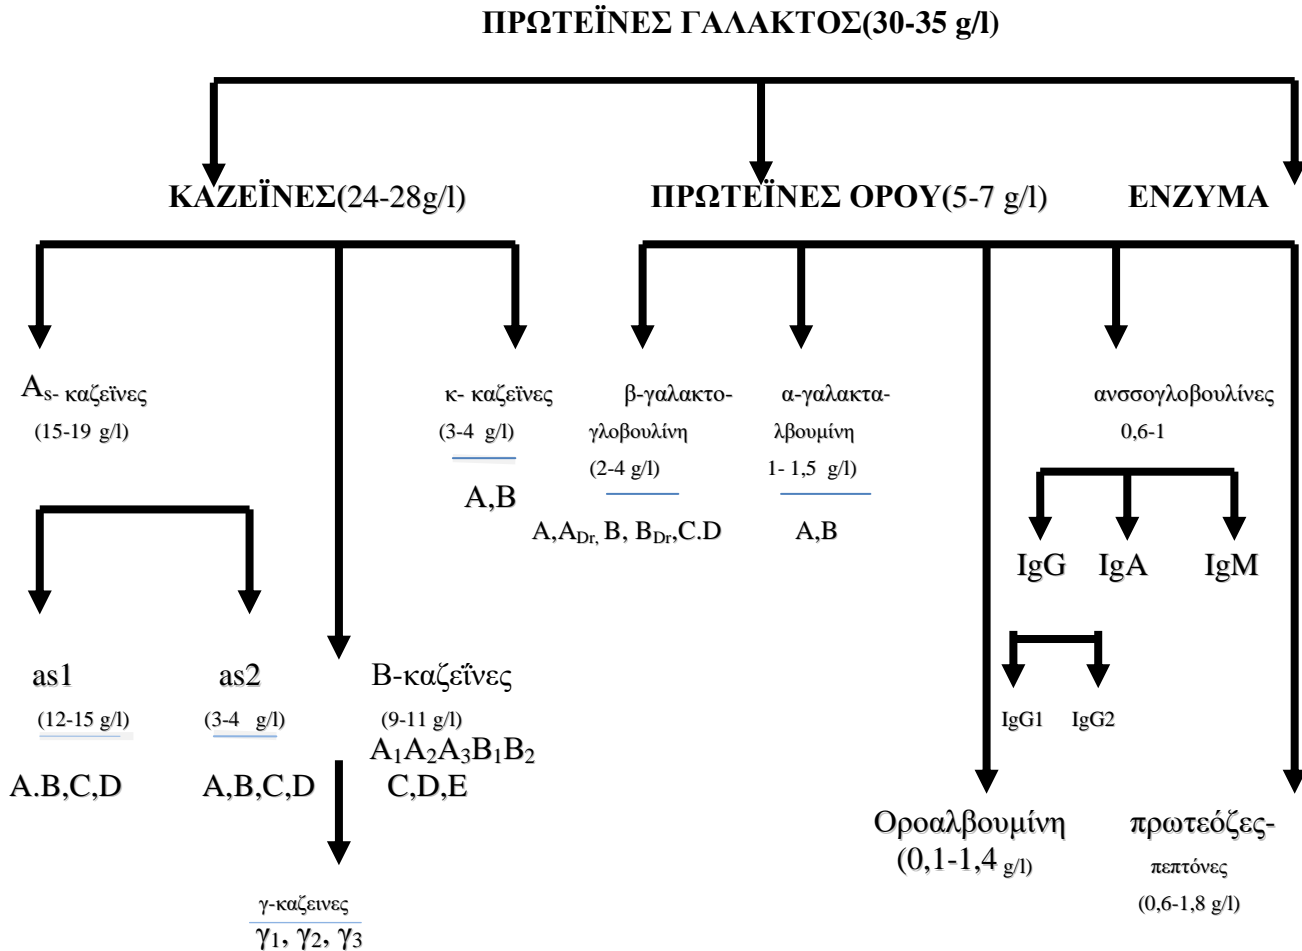 ΠΡΩΤΕΪΝΕΣ ΓΑΛΑΚΤΟΣ(30-35 g/l)
ΚΑΖΕΪΝΕΣ(24-28g/l)
ΠΡΩΤΕΪΝΕΣ ΟΡΟΥ(5-7 g/l)
ΕΝΖΥΜΑ
Αs- καζεϊνες
(15-19 g/l)
κ- καζεϊνες
(3-4 g/l)
Α,Β
β-γαλακτο-
γλοβουλίνη
(2-4 g/l)
A,ADr, B, BDr,C.D
α-γαλακτα-
λβουμίνη
1- 1,5 g/l)
Α,Β
ανσσογλοβουλίνες
0,6-1
IgG IgA IgM
IgG1 IgG2
as1
(12-15 g/l)
A.B,C,D
as2
(3-4 g/l)
A,B,C,D
Β-καζεΐνες
(9-11 g/l)
A1A2A3B1B2
C,D,E
γ-καζεινες
γ1, γ2, γ3
Οροαλβουμίνη
(0,1-1,4 g/l)
πρωτεόζες-
πεπτόνες
(0,6-1,8 g/l)